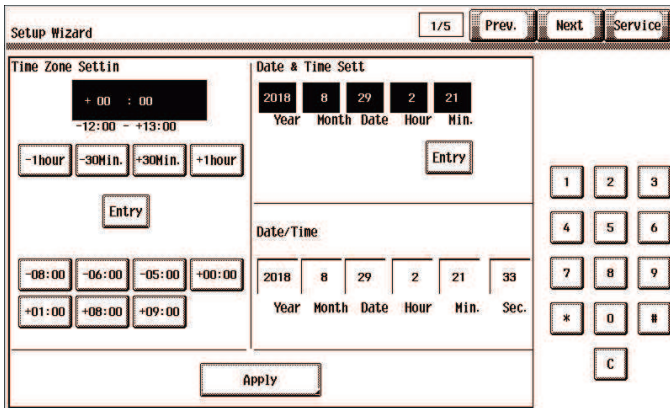 Setup Wizard
1/5
Prev.
Next
Service
Time Zone Settin
+ 00 : 00
-12:00 - +13:00
-1hour
-30Min.
+30Min.
+1hour
Entry
-08:00
-06:00
-05:00
+00:00
+01:00
+08:00
+09:00
Date & Time Sett
2018 8 29 2 21
Year Month Date Hour Min.
Entry
Date/Time
2018 8 29 2 21 33
Year Month Date Hour Min. Sec.
Apply
1 2 3
4 5 6
7 8 9
* 0 #
C